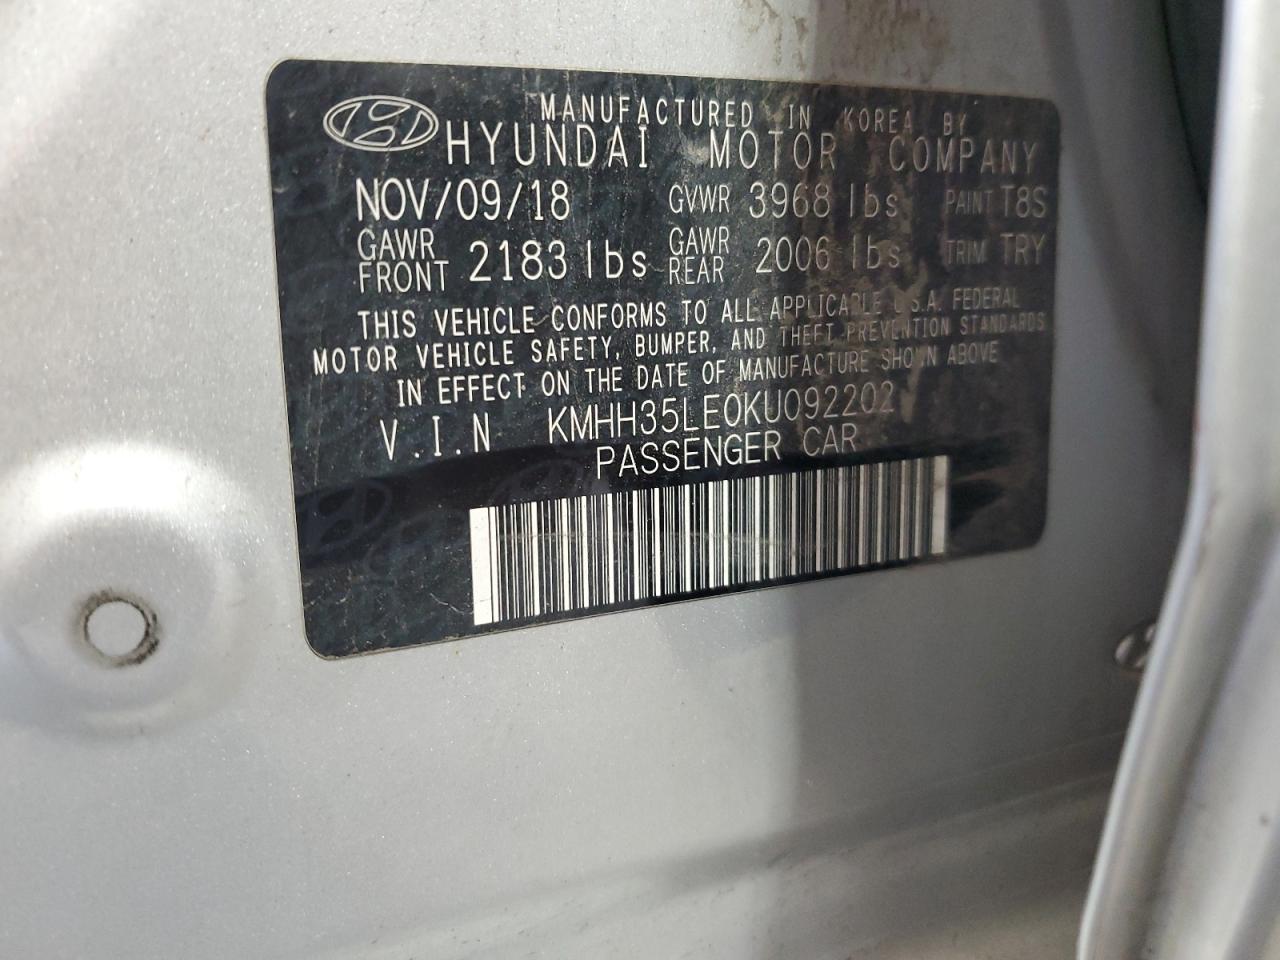 MANUFACTURED IN KOREA BY
HYUNDAI MOTOR COMPANY
NOV/09/18 GVWR 3968 lbs PAINT T8S
GAWR FRONT 2183 lbs GAWR REAR 2006 lbs TRIM TRY
THIS VEHICLE CONFORMS TO ALL APPLICABLE U.S.A. FEDERAL
MOTOR VEHICLE SAFETY, BUMPER, AND THEFT PREVENTION STANDARDS
IN EFFECT ON THE DATE OF MANUFACTURE SHOWN ABOVE
V.I.N KMHH35LE0KU092202
PASSENGER CAR